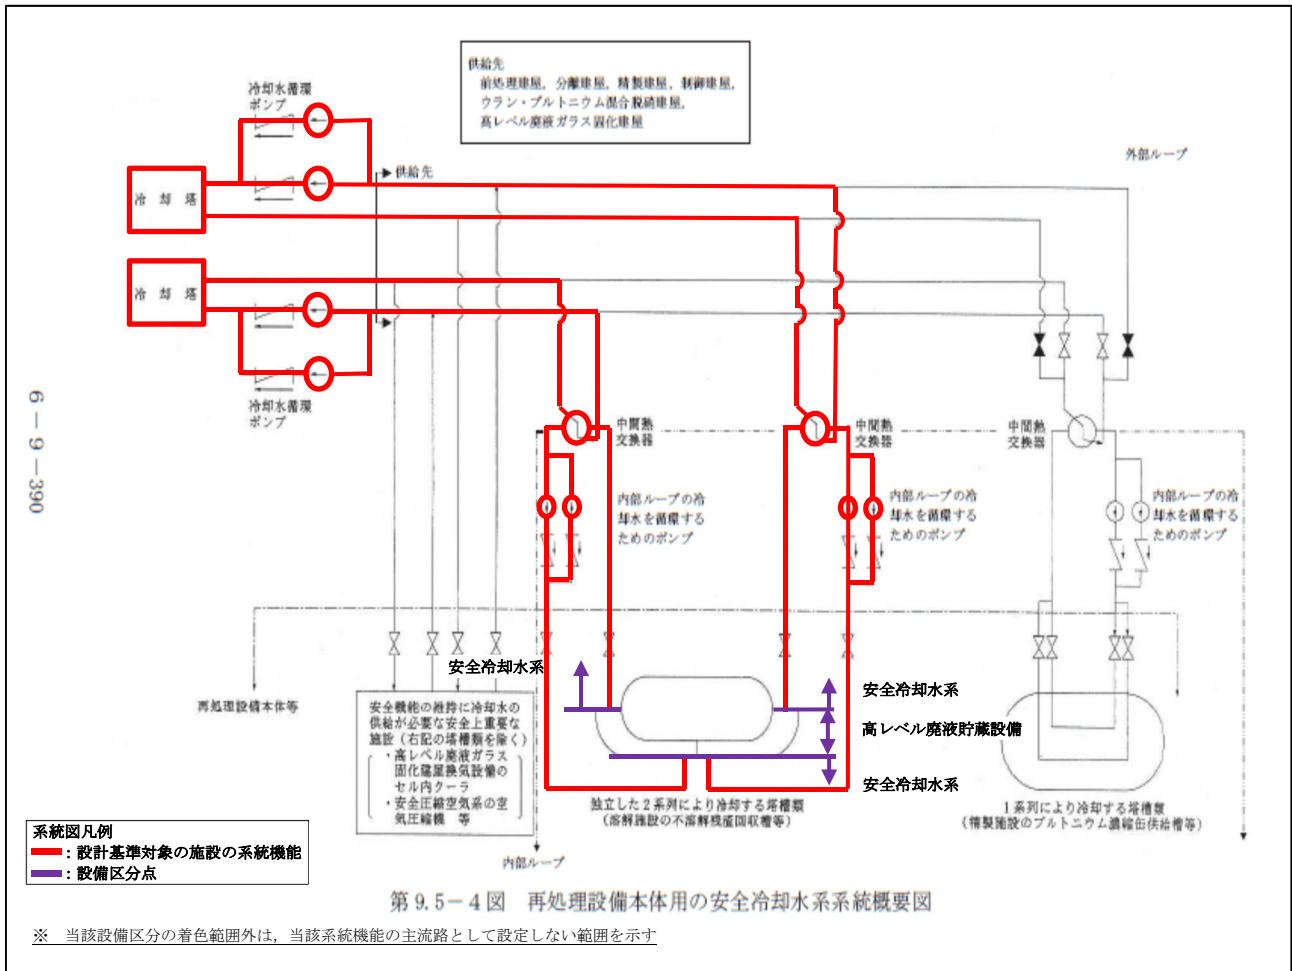 供給先
前処理建屋，分離建屋，精製建屋，制御建屋，
ウラン・プルトニウム混合脱硝建屋，
高レベル廃液ガラス固化建屋
冷却水循環
ポンプ
外部ループ
供給先
冷却塔
冷却塔
冷却水循環
ポンプ
6－9－390
中間熱
交換器
中間熱
交換器
中間熱
交換器
内部ループの冷
却水を循環する
ためのポンプ
内部ループの冷
却水を循環する
ためのポンプ
内部ループの冷
却水を循環する
ためのポンプ
安全冷却水系
安全冷却水系
高レベル廃液貯蔵設備
安全冷却水系
再処理設備本体等
安全機能の維持に冷却水の
供給が必要な安全上重要な
施設（右記の塔槽類を除く）
・高レベル廃液ガラス
固化建屋換気設備の
セル内クーラ
・安全圧縮空気系の空
気圧縮機　等
独立した２系列により冷却する塔槽類
（溶解施設の不溶解残渣回収槽等）
１系列により冷却する塔槽類
（精製施設のプルトニウム濃縮缶供給槽等）
内部ループ
系統図凡例
：設計基準対象の施設の系統機能
：設備区分点
第 9.5－4 図　再処理設備本体用の安全冷却水系系統概要図
※　当該設備区分の着色範囲外は，当該系統機能の主流路として設定しない範囲を示す